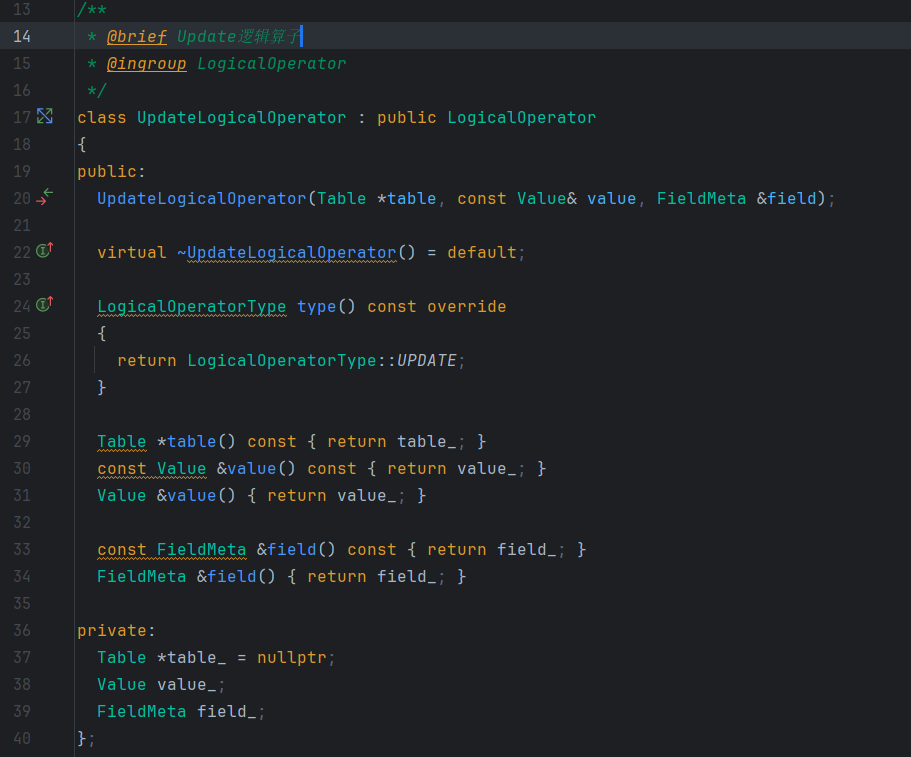 13 /**
14  * @brief Update逻辑算子
15  * @ingroup LogicalOperator
16  */
17 class UpdateLogicalOperator : public LogicalOperator
18 {
19 public:
20   UpdateLogicalOperator(Table *table, const Value& value, FieldMeta &field);
21
22   virtual ~UpdateLogicalOperator() = default;
23
24   LogicalOperatorType type() const override
25   {
26     return LogicalOperatorType::UPDATE;
27   }
28
29   Table *table() const { return table_; }
30   const Value &value() const { return value_; }
31   Value &value() { return value_; }
32
33   const FieldMeta &field() const { return field_; }
34   FieldMeta &field() { return field_; }
35
36 private:
37   Table *table_ = nullptr;
38   Value value_;
39   FieldMeta field_;
40 };